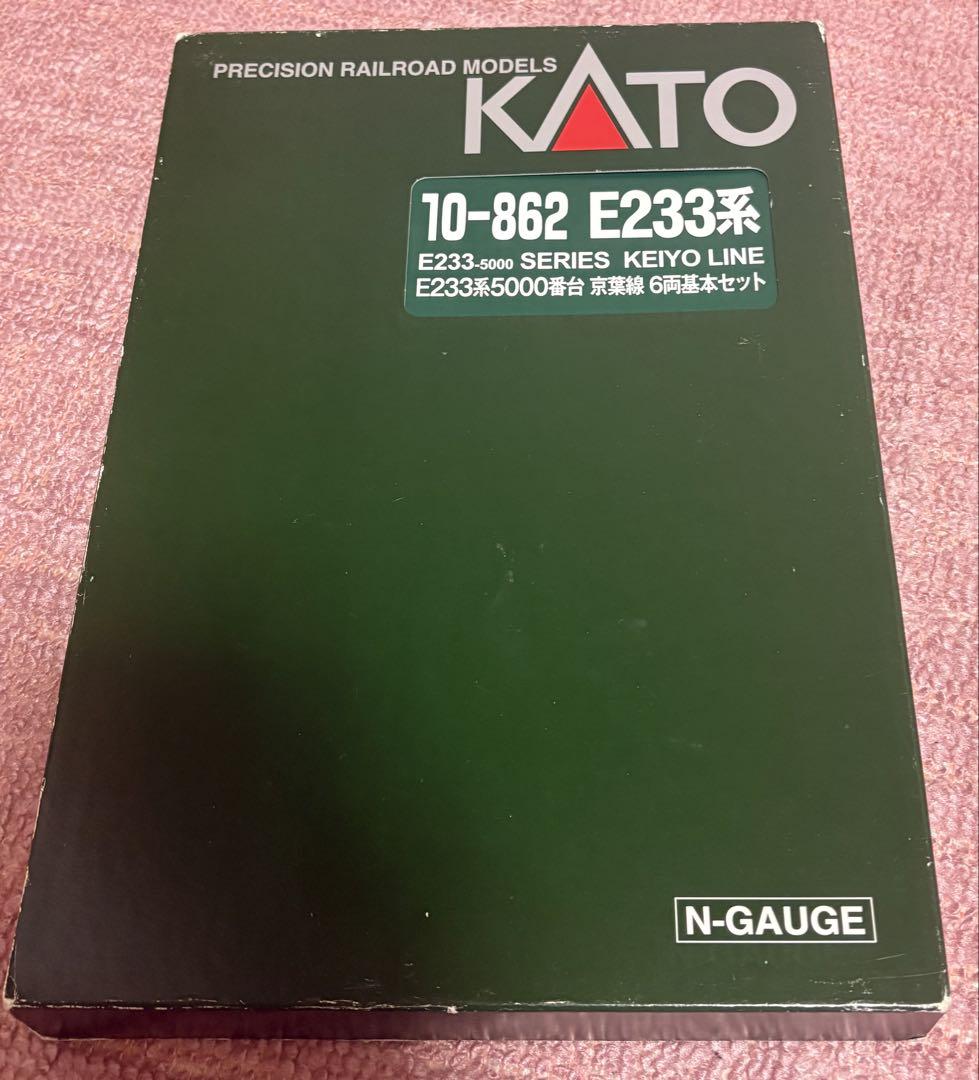 PRECISION RAILROAD MODELS
KATO
10-862 E233系
E233-5000 SERIES KEIYO LINE
E233系5000番台 京葉線 6両基本セット
N-GAUGE